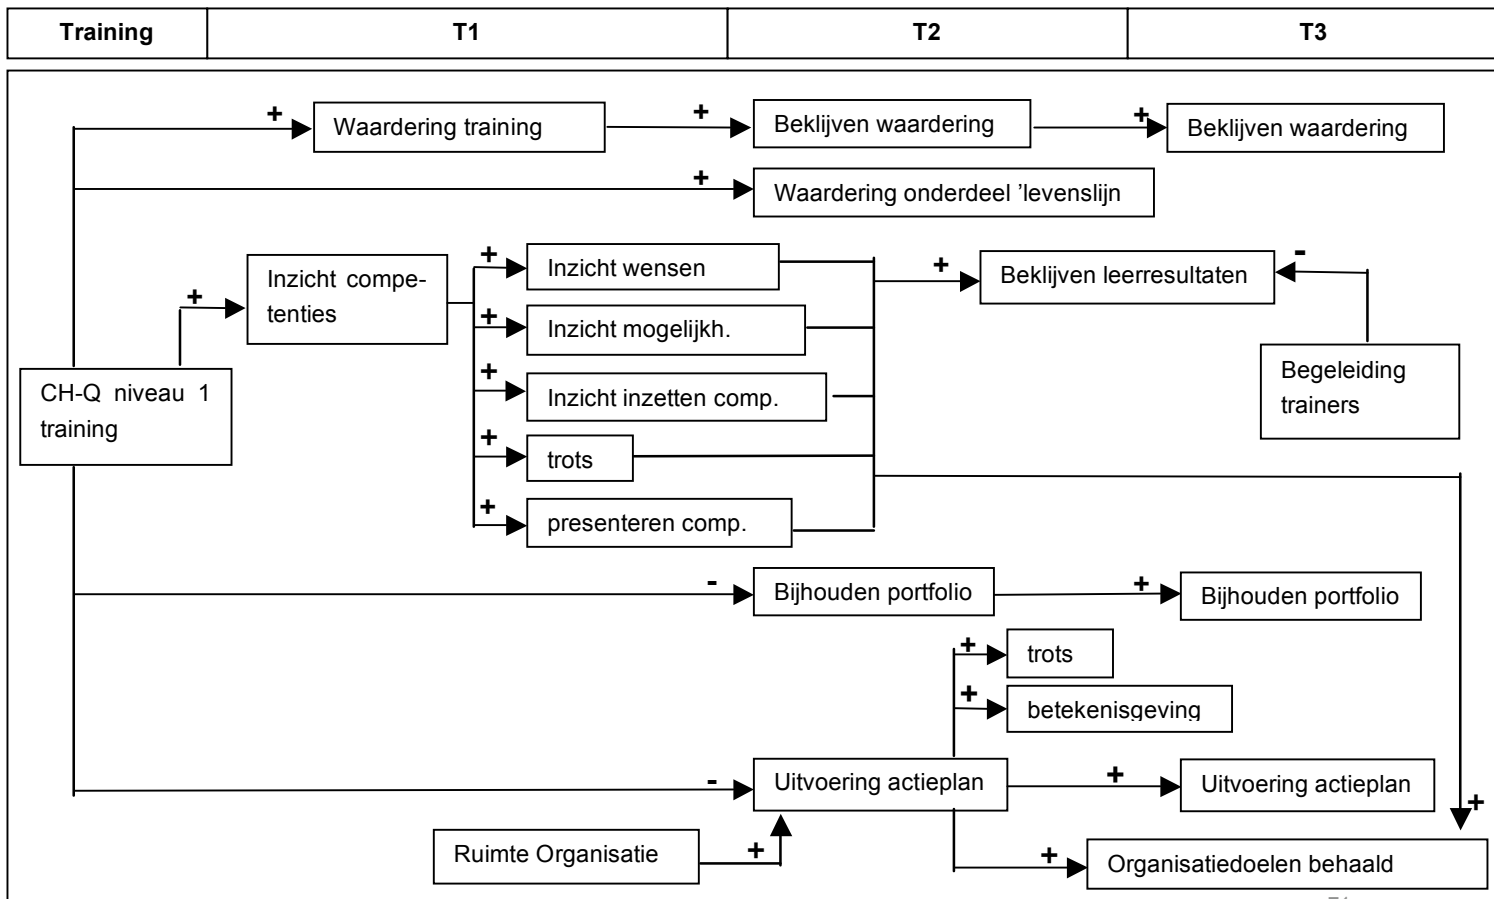 Training T1 T2 T3
+ + +
Waardering training Beklijven waardering Beklijven waardering
+
Waardering onderdeel ’levenslijn
+ Inzicht wensen + Beklijven leerresultaten -
Inzicht compe-
tenties
+
+ Inzicht mogelijkh.
Begeleiding
trainers
CH-Q niveau 1
training
+ Inzicht inzetten comp.
+ trots
+ presenteren comp.
- Bijhouden portfolio + Bijhouden portfolio
+ trots
+ betekenisgeving
- Uitvoering actieplan + Uitvoering actieplan
+
Ruimte Organisatie + + Organisatiedoelen behaald